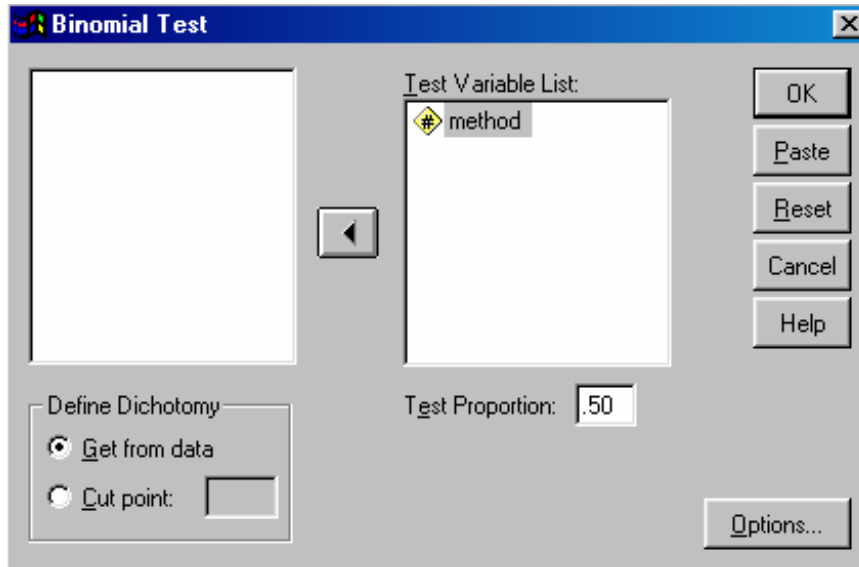 Binomial Test
Test Variable List:
# method
OK
Paste
Reset
Cancel
Help
Define Dichotomy
Get from data
Cut point:
Test Proportion: .50
Options...